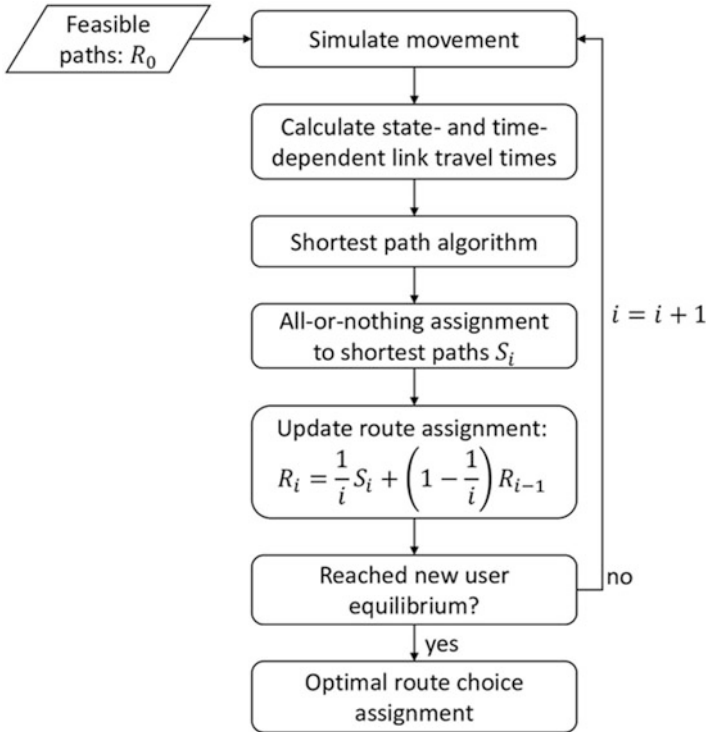 Feasible
paths: R₀
Simulate movement
Calculate state- and time-
dependent link travel times
Shortest path algorithm
All-or-nothing assignment
to shortest paths Sᵢ
i = i + 1
Update route assignment:
Rᵢ = 1/i Sᵢ + (1 − 1/i) Rᵢ₋₁
Reached new user
equilibrium?
no
yes
Optimal route choice
assignment